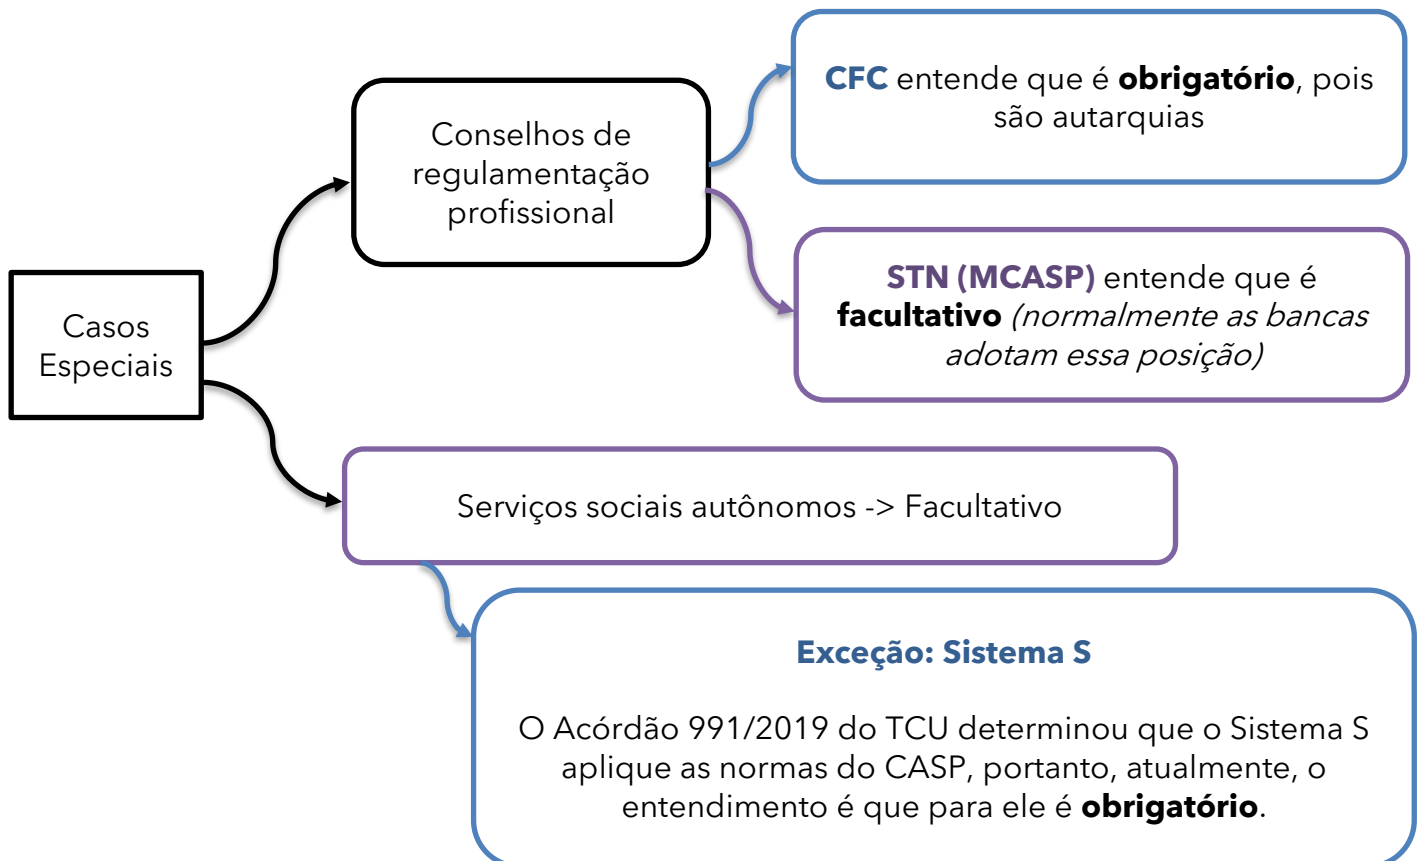 Casos
Especiais
Conselhos de
regulamentação
profissional
CFC entende que é obrigatório, pois
são autarquias
STN (MCASP) entende que é
facultativo (normalmente as bancas
adotam essa posição)
Serviços sociais autônomos -> Facultativo
Exceção: Sistema S
O Acórdão 991/2019 do TCU determinou que o Sistema S
aplique as normas do CASP, portanto, atualmente, o
entendimento é que para ele é obrigatório.